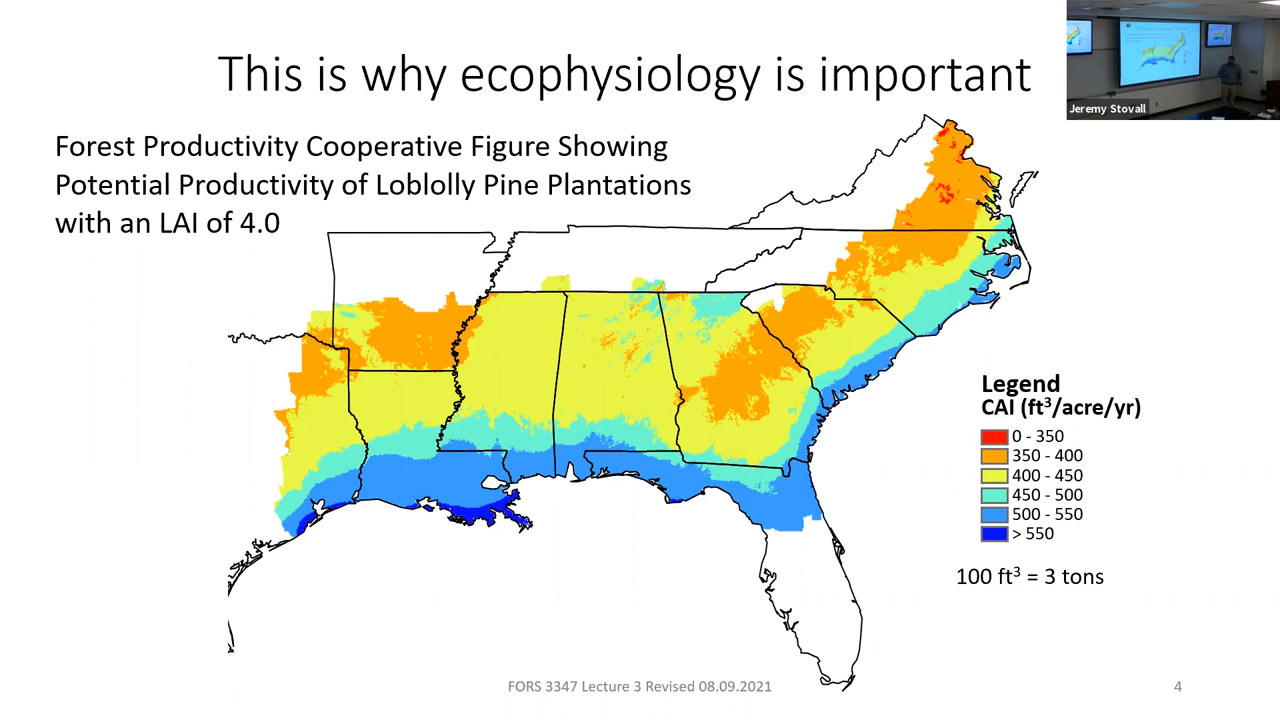 This is why ecophysiology is important
Jeremy Stovall
Forest Productivity Cooperative Figure Showing
Potential Productivity of Loblolly Pine Plantations
with an LAI of 4.0
Legend
CAI (ft³/acre/yr)
0 - 350
350 - 400
400 - 450
450 - 500
500 - 550
> 550
100 ft³ = 3 tons
FORS 3347 Lecture 3 Revised 08.09.2021
4